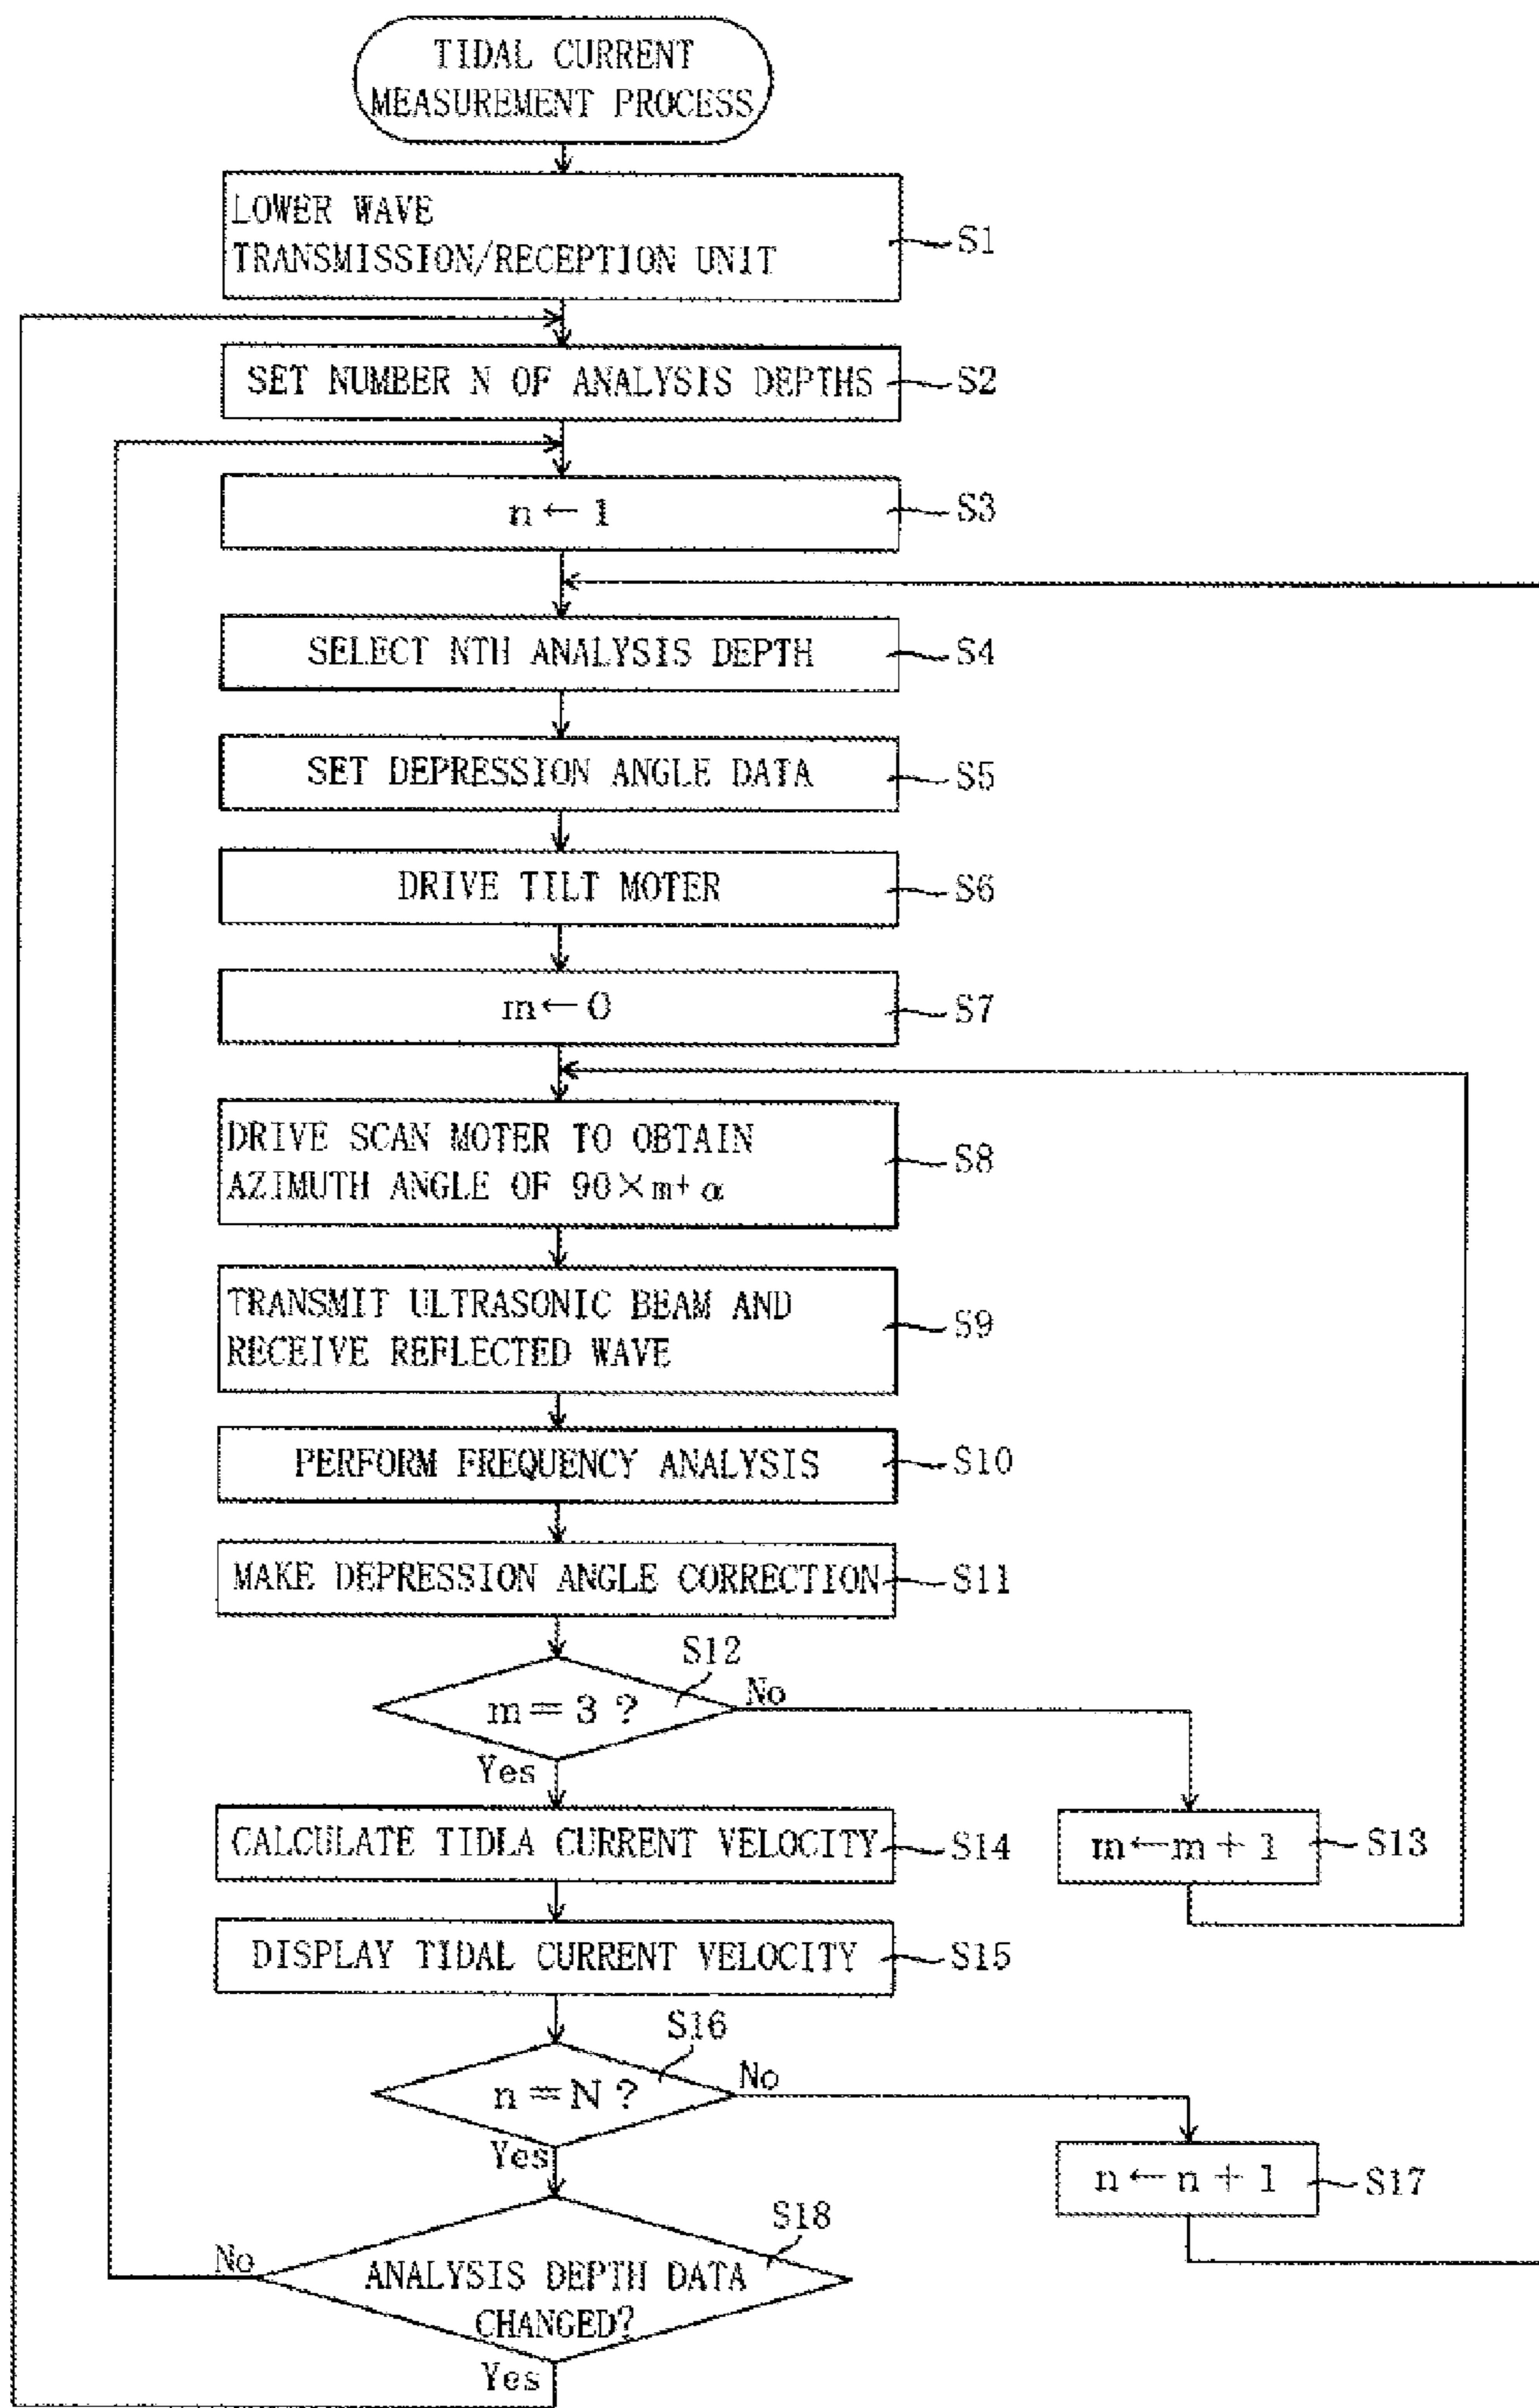 TIDAL CURRENT
MEASUREMENT PROCESS
LOWER WAVE
TRANSMISSION/RECEPTION UNIT
S1
SET NUMBER N OF ANALYSIS DEPTHS
S2
n ← 1
S3
SELECT NTH ANALYSIS DEPTH
S4
SET DEPRESSION ANGLE DATA
S5
DRIVE TILT MOTER
S6
m ← 0
S7
DRIVE SCAN MOTER TO OBTAIN
AZIMUTH ANGLE OF 90×m+α
S8
TRANSMIT ULTRASONIC BEAM AND
RECEIVE REFLECTED WAVE
S9
PERFORM FREQUENCY ANALYSIS
S10
MAKE DEPRESSION ANGLE CORRECTION
S11
S12
m = 3 ?
No
Yes
CALCULATE TIDLA CURRENT VELOCITY
S14
m ← m + 1
S13
DISPLAY TIDAL CURRENT VELOCITY
S15
S16
n = N ?
No
Yes
n ← n + 1
S17
S18
No
ANALYSIS DEPTH DATA
CHANGED?
Yes